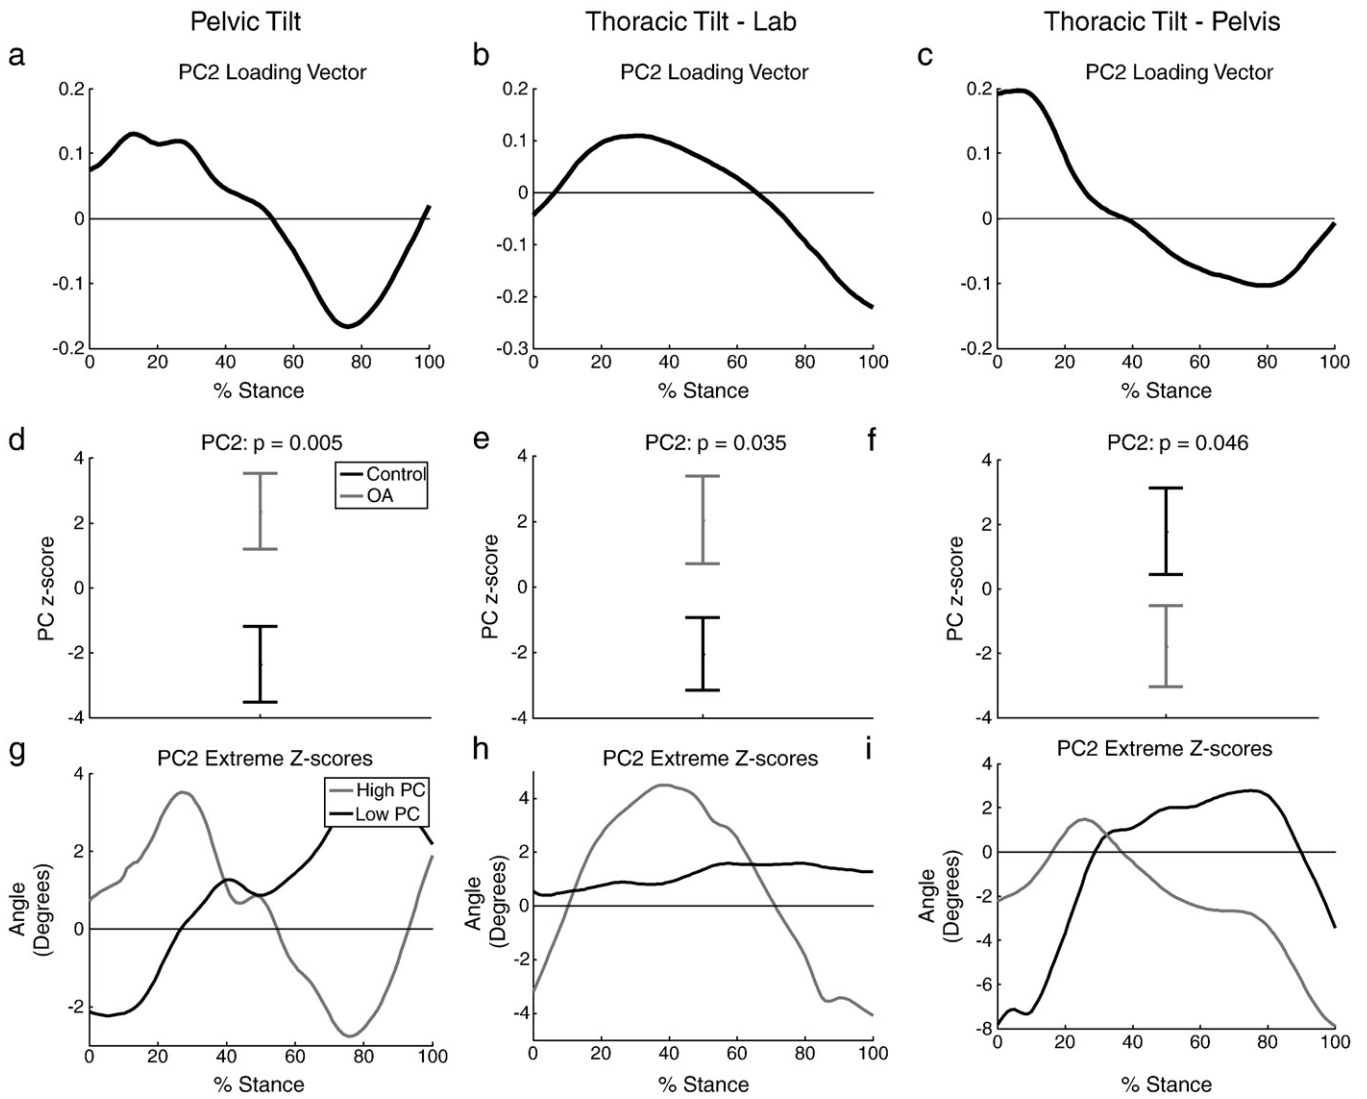 Pelvic Tilt
Thoracic Tilt - Lab
Thoracic Tilt - Pelvis
a
PC2 Loading Vector
0.2
0.1
0
-0.1
-0.2
0 20 40 60 80 100
% Stance
b
PC2 Loading Vector
0.2
0.1
0
-0.1
-0.2
-0.3
0 20 40 60 80 100
% Stance
c
PC2 Loading Vector
0.2
0.1
0
-0.1
-0.2
0 20 40 60 80 100
% Stance
d
PC2: p = 0.005
Control
OA
PC z-score
4
2
0
-2
-4
e
PC2: p = 0.035
PC z-score
4
2
0
-2
-4
f
PC2: p = 0.046
PC z-score
4
2
0
-2
-4
g
PC2 Extreme Z-scores
High PC
Low PC
Angle
(Degrees)
4
2
0
-2
0 20 40 60 80 100
% Stance
h
PC2 Extreme Z-scores
Angle
(Degrees)
4
2
0
-2
-4
0 20 40 60 80 100
% Stance
i
PC2 Extreme Z-scores
Angle
(Degrees)
4
2
0
-2
-4
-6
-8
0 20 40 60 80 100
% Stance